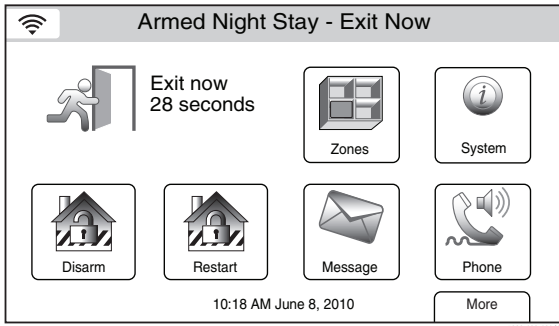 Armed Night Stay - Exit Now
Exit now
28 seconds
Zones
System
Disarm
Restart
Message
Phone
10:18 AM June 8, 2010
More